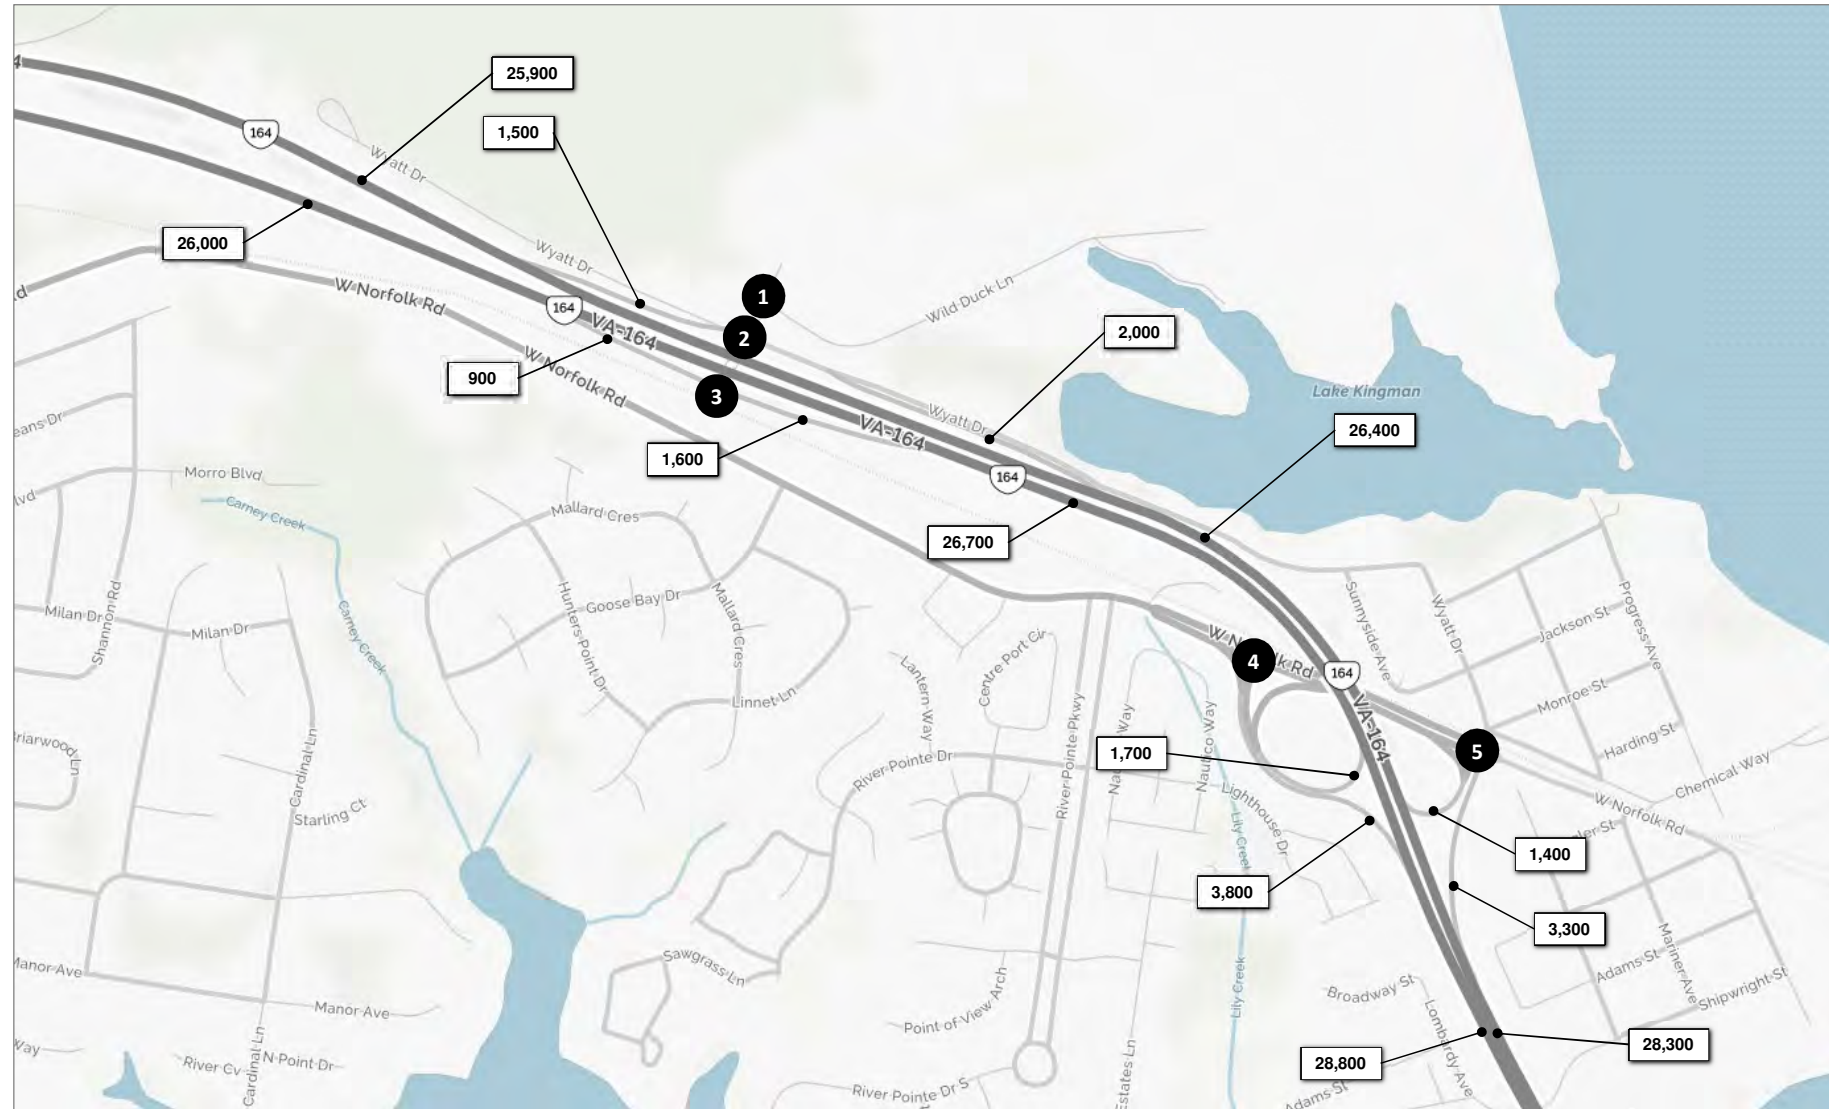 4
25,900
1,500
164
Wyatt Dr
26,000
Wyatt Dr
W Norfolk Rd
164
VA-164
1
2
Wild Duck Ln
2,000
900
W Norfolk Rd
3
Lake Kingman
Wyatt Dr
VA-164
26,400
1,600
164
Morro Blvd
Carney Creek
Mallard Cres
26,700
Milan Dr
Shannon Rd
Milan Dr
Carney Creek
Hunters Point Dr
Goose Bay Dr
Mallard Cres
Linnet Ln
Lantern Way
Centre Port Cir
River Pointe Pkwy
4
164
VA-164
Sunnyside Ave
Wyatt Dr
Jackson St
Progress Ave
Monroe St
Harding St
Chemical Way
5
1,700
River Pointe Dr
Nautico Way
Lighthouse Dr
Lily Creek
W Norfolk Rd
1,400
3,800
3,300
Cardinal Ln
Starling Ct
Manor Ave
Manor Ave
Sawgrass Ln
Point of View Arch
Lily Creek
Broadway St
Lombardy Ave
Adams St
Mariner Ave
Shipwright St
28,800
28,300
Way
River Cv
N Point Dr
Cardinal Ln
River Pointe Dr S
Estates Ln
Adams St